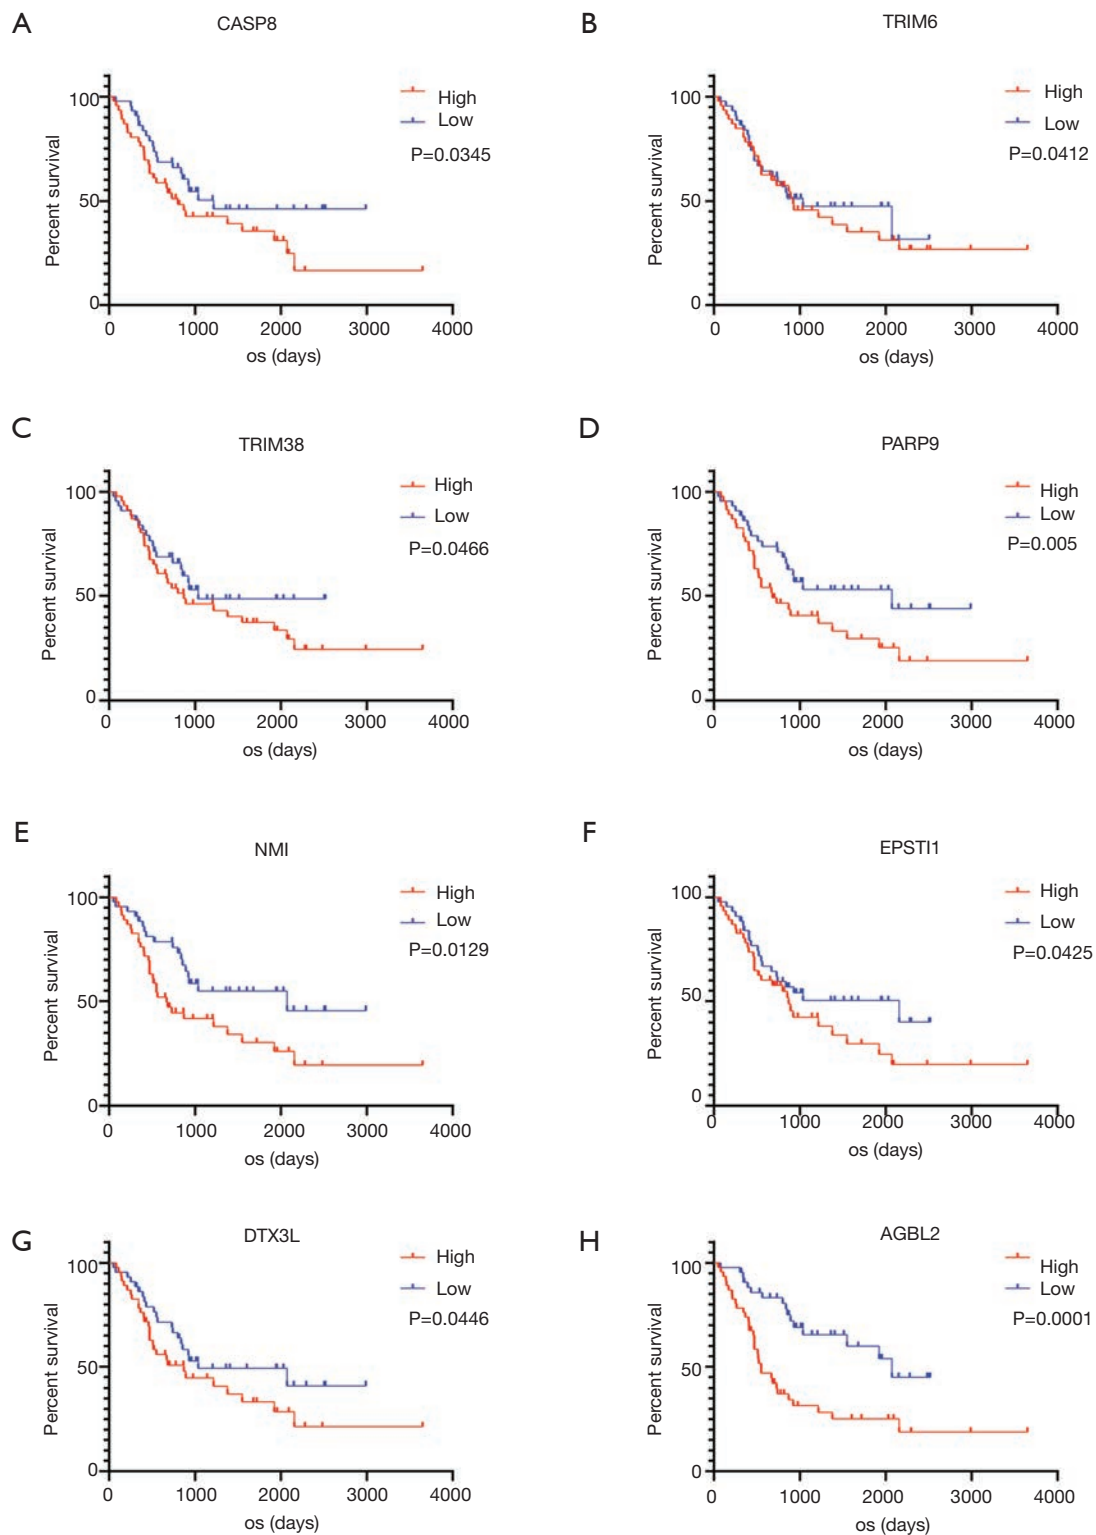 A
CASP8
High
Low
P=0.0345
Percent survival
100
50
0
0 1000 2000 3000 4000
os (days)
B
TRIM6
High
Low
P=0.0412
Percent survival
100
50
0
0 1000 2000 3000 4000
os (days)
C
TRIM38
High
Low
P=0.0466
Percent survival
100
50
0
0 1000 2000 3000 4000
os (days)
D
PARP9
High
Low
P=0.005
Percent survival
100
50
0
0 1000 2000 3000 4000
os (days)
E
NMI
High
Low
P=0.0129
Percent survival
100
50
0
0 1000 2000 3000 4000
os (days)
F
EPSTI1
High
Low
P=0.0425
Percent survival
100
50
0
0 1000 2000 3000 4000
os (days)
G
DTX3L
High
Low
P=0.0446
Percent survival
100
50
0
0 1000 2000 3000 4000
os (days)
H
AGBL2
High
Low
P=0.0001
Percent survival
100
50
0
0 1000 2000 3000 4000
os (days)